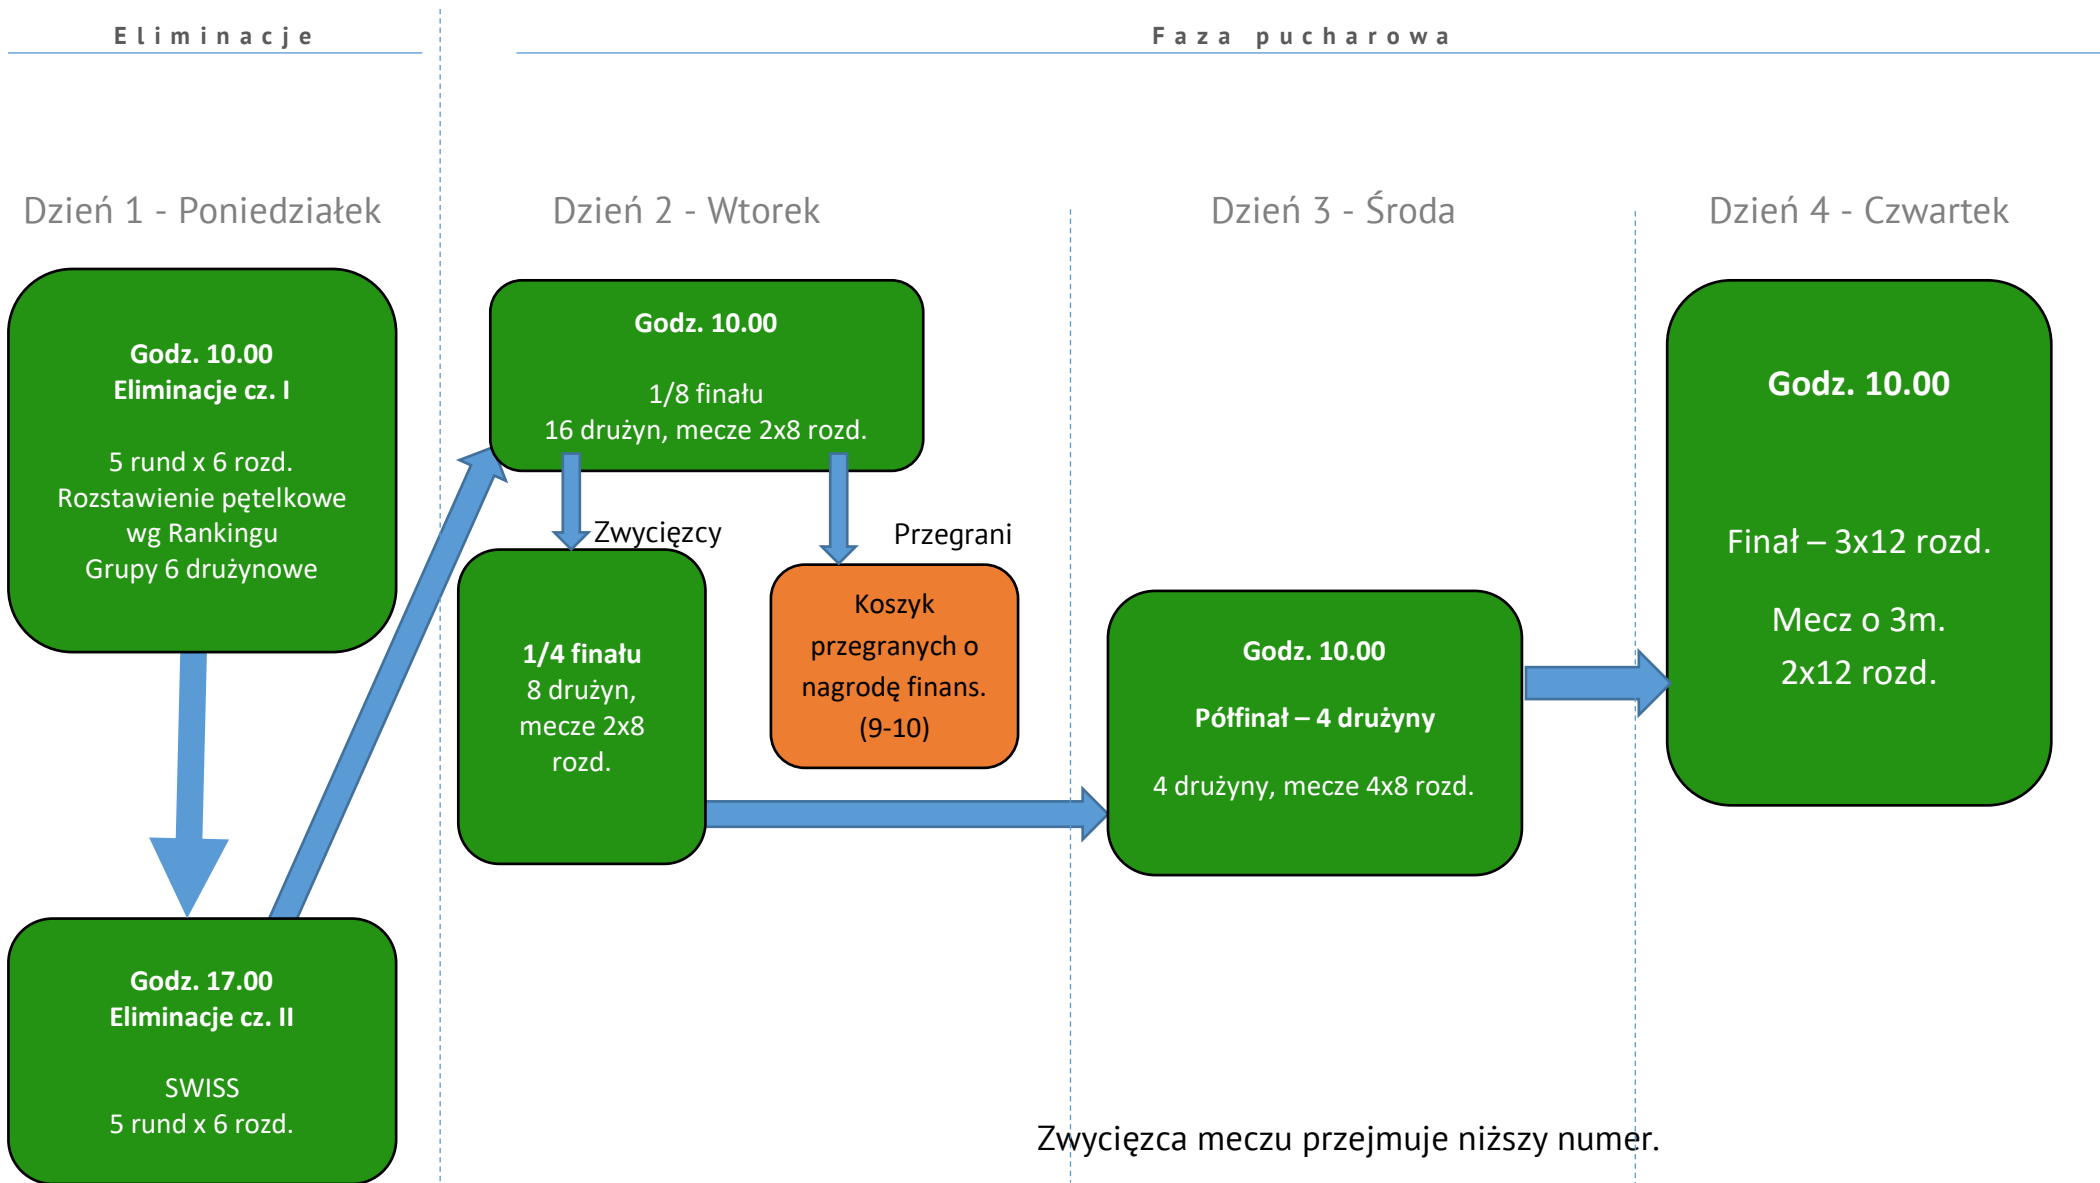 Eliminacje
Faza pucharowa
Dzień 1 - Poniedziałek
Dzień 2 - Wtorek
Dzień 3 - Środa
Dzień 4 - Czwartek
Godz. 10.00
Eliminacje cz. I
5 rund x 6 rozd.
Rozstawienie pętelkowe
wg Rankingu
Grupy 6 drużynowe
Godz. 17.00
Eliminacje cz. II
SWISS
5 rund x 6 rozd.
Godz. 10.00
1/8 finału
16 drużyn, mecze 2x8 rozd.
Zwycięzcy
Przegrani
1/4 finału
8 drużyn,
mecze 2x8
rozd.
Koszyk
przegranych o
nagrodę finans.
(9-10)
Godz. 10.00
Półfinał – 4 drużyny
4 drużyny, mecze 4x8 rozd.
Godz. 10.00
Finał – 3x12 rozd.
Mecz o 3m.
2x12 rozd.
Zwycięzca meczu przejmuje niższy numer.